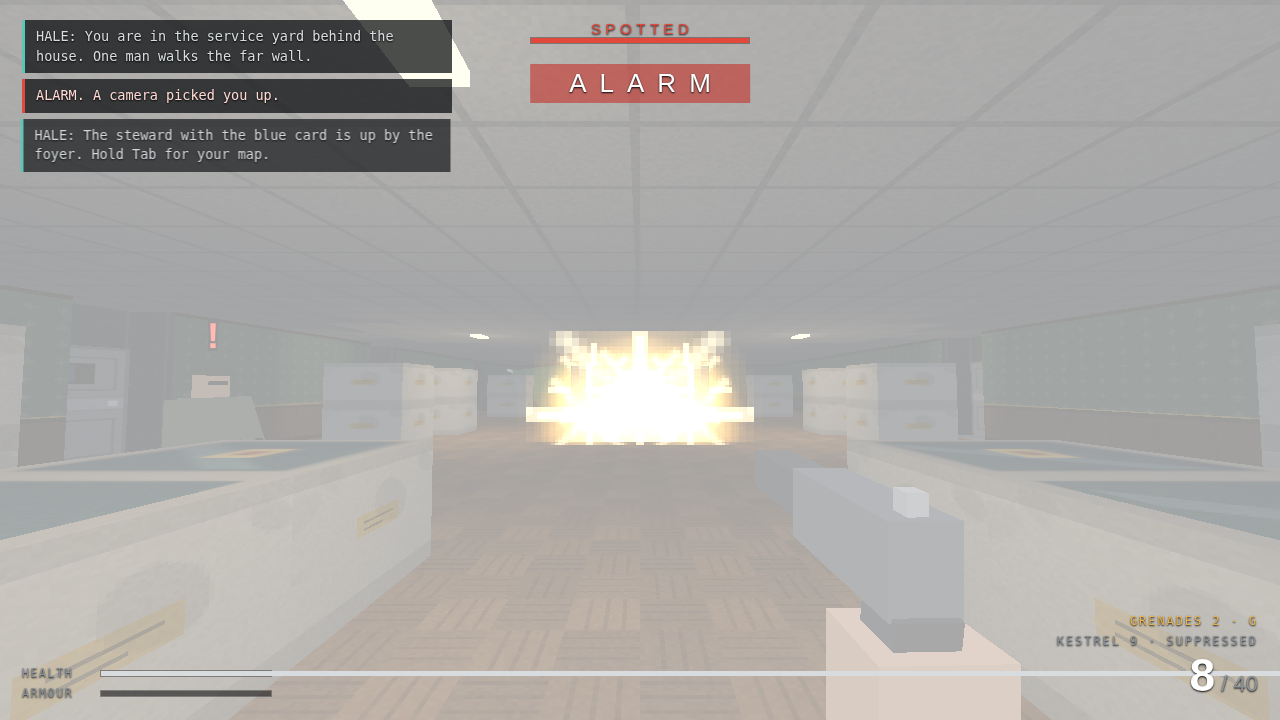 HALE: You are in the service yard behind the
house. One man walks the far wall.
ALARM. A camera picked you up.
HALE: The steward with the blue card is up by the
foyer. Hold Tab for your map.
SPOTTED
ALARM
!
GRENADES 2 · G
KESTREL 9 · SUPPRESSED
8 / 40
HEALTH
ARMOUR